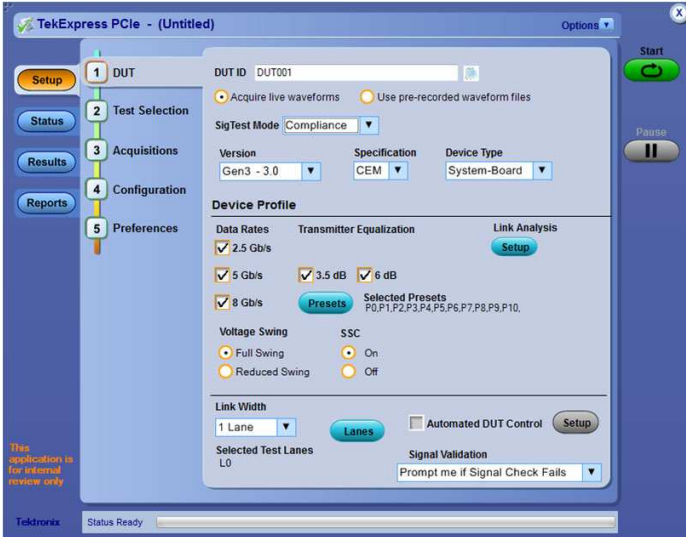 TekExpress PCIe - (Untitled)
Options
x
Start
Setup
Status
Results
Reports
1 DUT
2 Test Selection
3 Acquisitions
4 Configuration
5 Preferences
DUT ID DUT001
Acquire live waveforms Use pre-recorded waveform files
SigTest Mode Compliance
Version Specification Device Type
Gen3 - 3.0 CEM System-Board
Device Profile
Data Rates Transmitter Equalization Link Analysis
2.5 Gb/s Setup
5 Gb/s 3.5 dB 6 dB
8 Gb/s Presets Selected Presets
P0,P1,P2,P3,P4,P5,P6,P7,P8,P9,P10,
Voltage Swing SSC
Full Swing On
Reduced Swing Off
Link Width
1 Lane Lanes Automated DUT Control Setup
Selected Test Lanes Signal Validation
L0 Prompt me if Signal Check Fails
Pause
This
application is
for internal
review only
Tektronix Status Ready